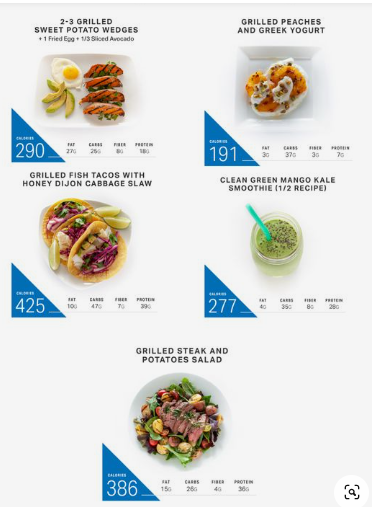 2-3 GRILLED
SWEET POTATO WEDGES
+ 1 Fried Egg + 1/3 Sliced Avocado
CALORIES
290
FAT CARBS FIBER PROTEIN
27G 26G 8G 18G
GRILLED PEACHES
AND GREEK YOGURT
CALORIES
191
FAT CARBS FIBER PROTEIN
3G 37G 3G 7G
GRILLED FISH TACOS WITH
HONEY DIJON CABBAGE SLAW
CALORIES
425
FAT CARBS FIBER PROTEIN
10G 47G 7G 39G
CLEAN GREEN MANGO KALE
SMOOTHIE (1/2 RECIPE)
CALORIES
277
FAT CARBS FIBER PROTEIN
4G 35G 8G 28G
GRILLED STEAK AND
POTATOES SALAD
CALORIES
386
FAT CARBS FIBER PROTEIN
15G 26G 4G 36G